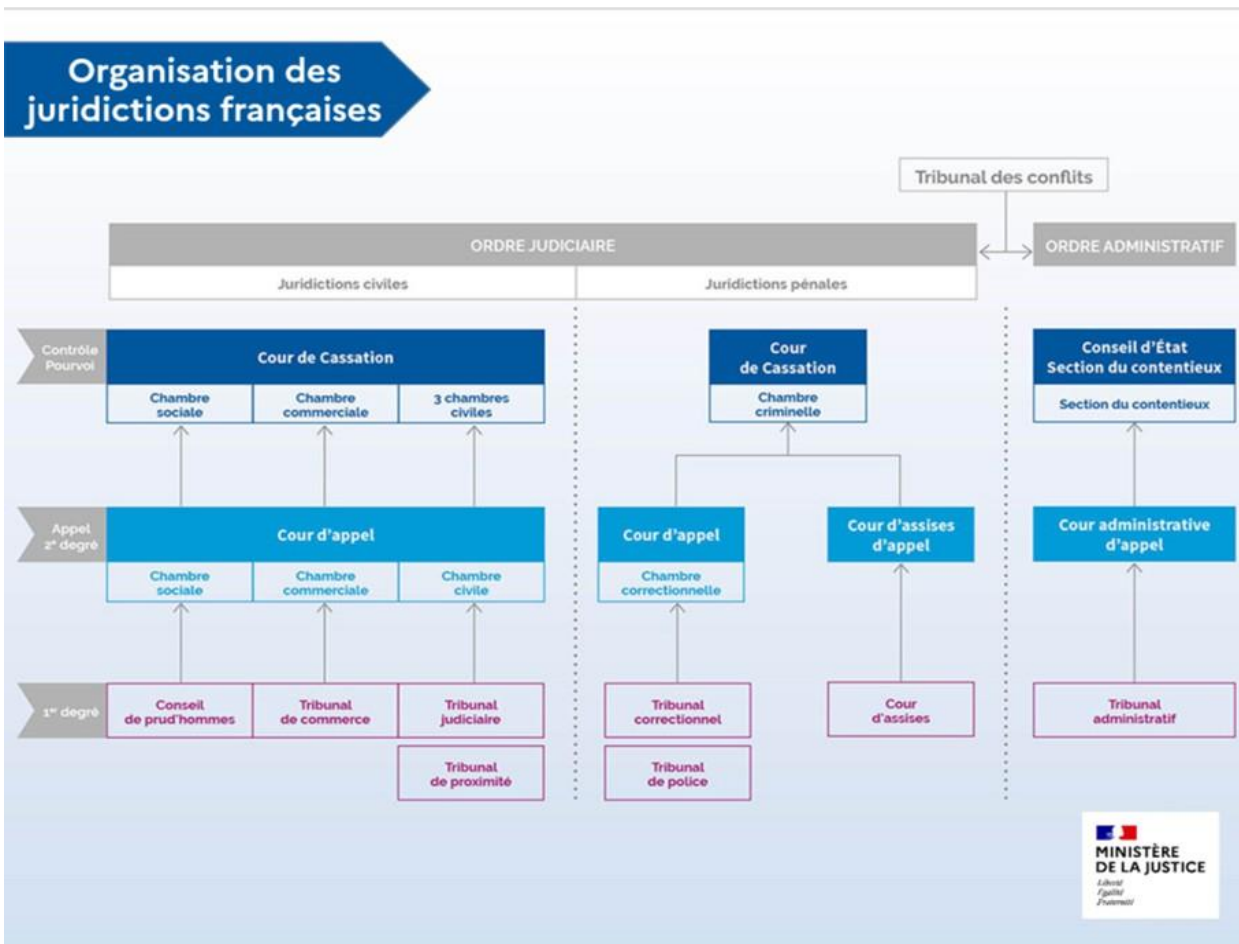 Organisation des
juridictions françaises
Tribunal des conflits
ORDRE JUDICIAIRE
ORDRE ADMINISTRATIF
Juridictions civiles
Juridictions pénales
Contrôle
Pourvoi
Cour de Cassation
Chambre
sociale
Chambre
commerciale
3 chambres
civiles
Cour
de Cassation
Chambre
criminelle
Conseil d'État
Section du contentieux
Section du contentieux
Appel
2e degré
Cour d'appel
Chambre
sociale
Chambre
commerciale
Chambre
civile
Cour d'appel
Chambre
correctionnelle
Cour d'assises
d'appel
Cour administrative
d'appel
1er degré
Conseil
de prud'hommes
Tribunal
de commerce
Tribunal
judiciaire
Tribunal
de proximité
Tribunal
correctionnel
Tribunal
de police
Cour
d'assises
Tribunal
administratif
MINISTÈRE
DE LA JUSTICE
Liberté
Égalité
Fraternité